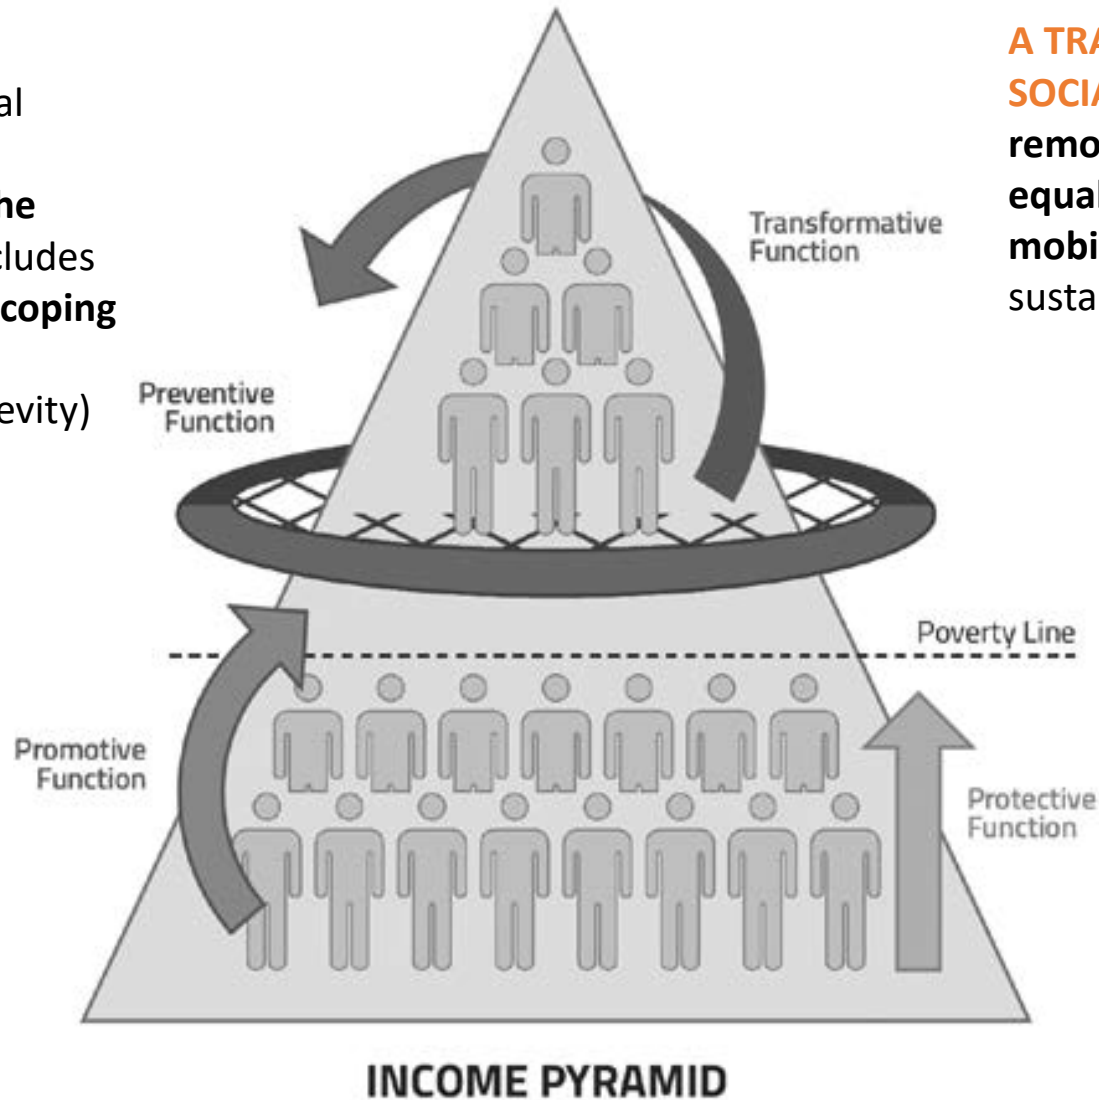 al
he
cludes
coping
evity)
A TRA
SOCIA
remo
equal
mobi
susta
Transformative
Function
Preventive
Function
Poverty Line
Promotive
Function
Protective
Function
INCOME PYRAMID